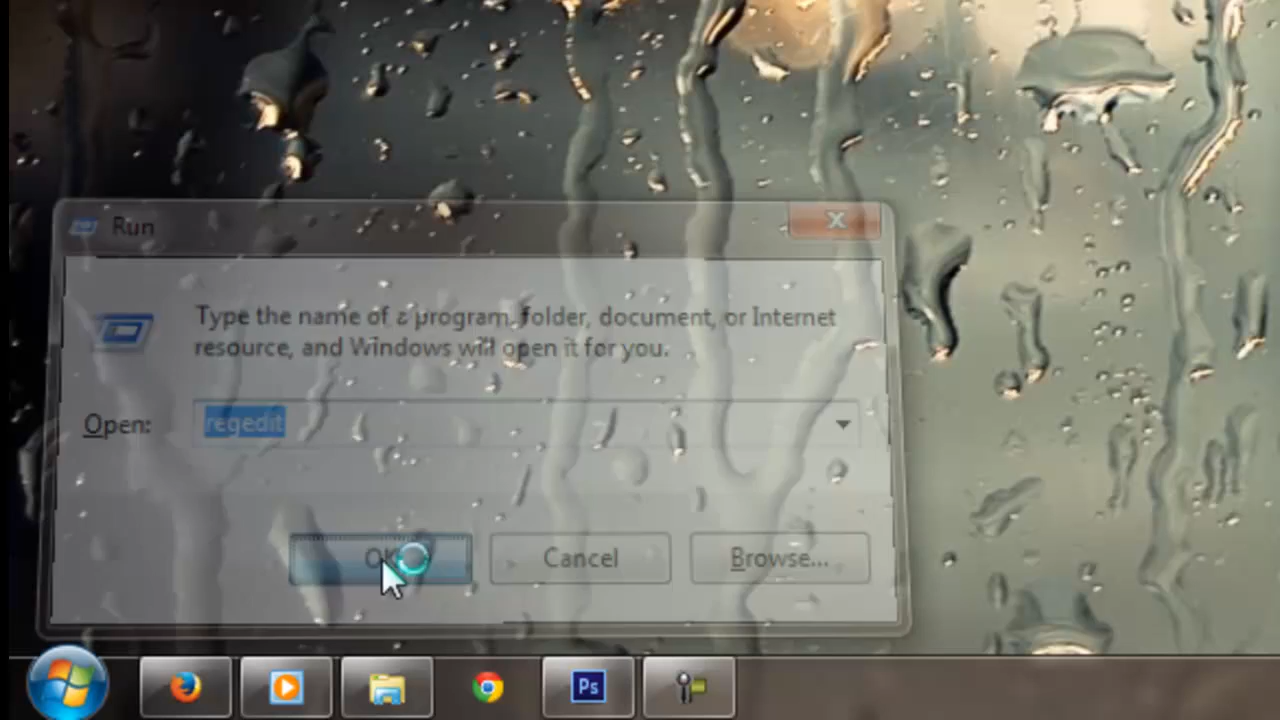 Run
Type the name of a program, folder, document, or Internet
resource, and Windows will open it for you.
Open:
regedit
OK
Cancel
Browse...
Ps